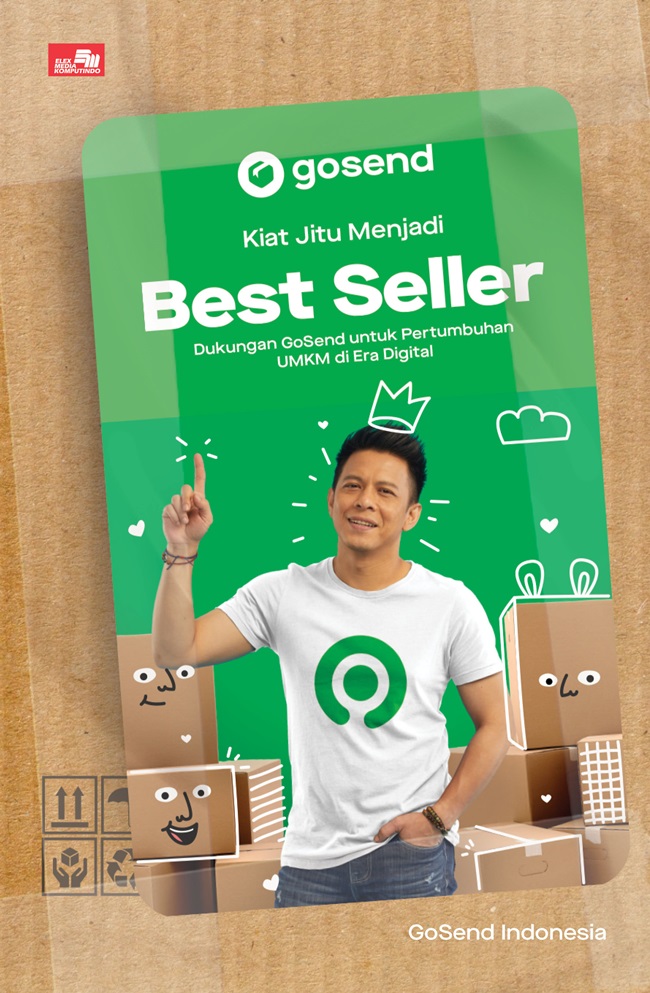 ELEX
MEDIA
KOMPUTINDO
gosend
Kiat Jitu Menjadi
Best Seller
Dukungan GoSend untuk Pertumbuhan
UMKM di Era Digital
GoSend Indonesia